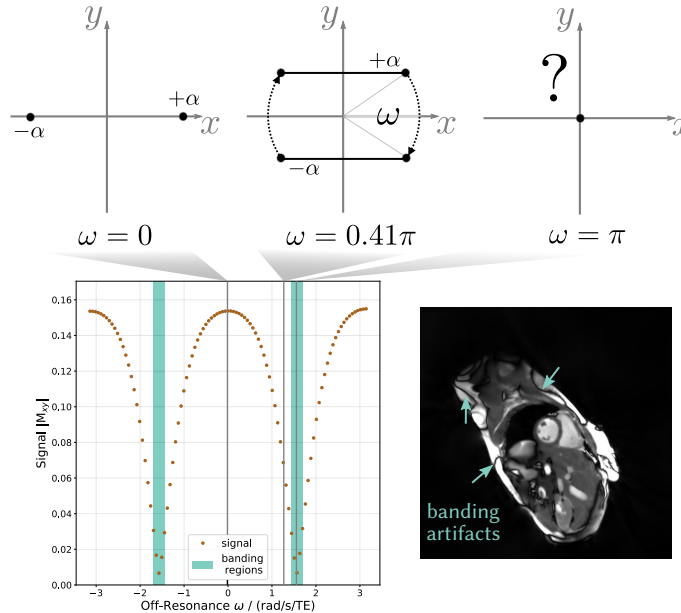 y
y
y
+α
−α
x
+α
ω
−α
x
?
x
ω = 0
ω = 0.41π
ω = π
0.16
0.14
0.12
0.10
0.08
0.06
0.04
0.02
0.00
Signal |Mxy|
signal
banding
regions
−3
−2
−1
0
1
2
3
Off-Resonance ω / (rad/s/TE)
banding
artifacts